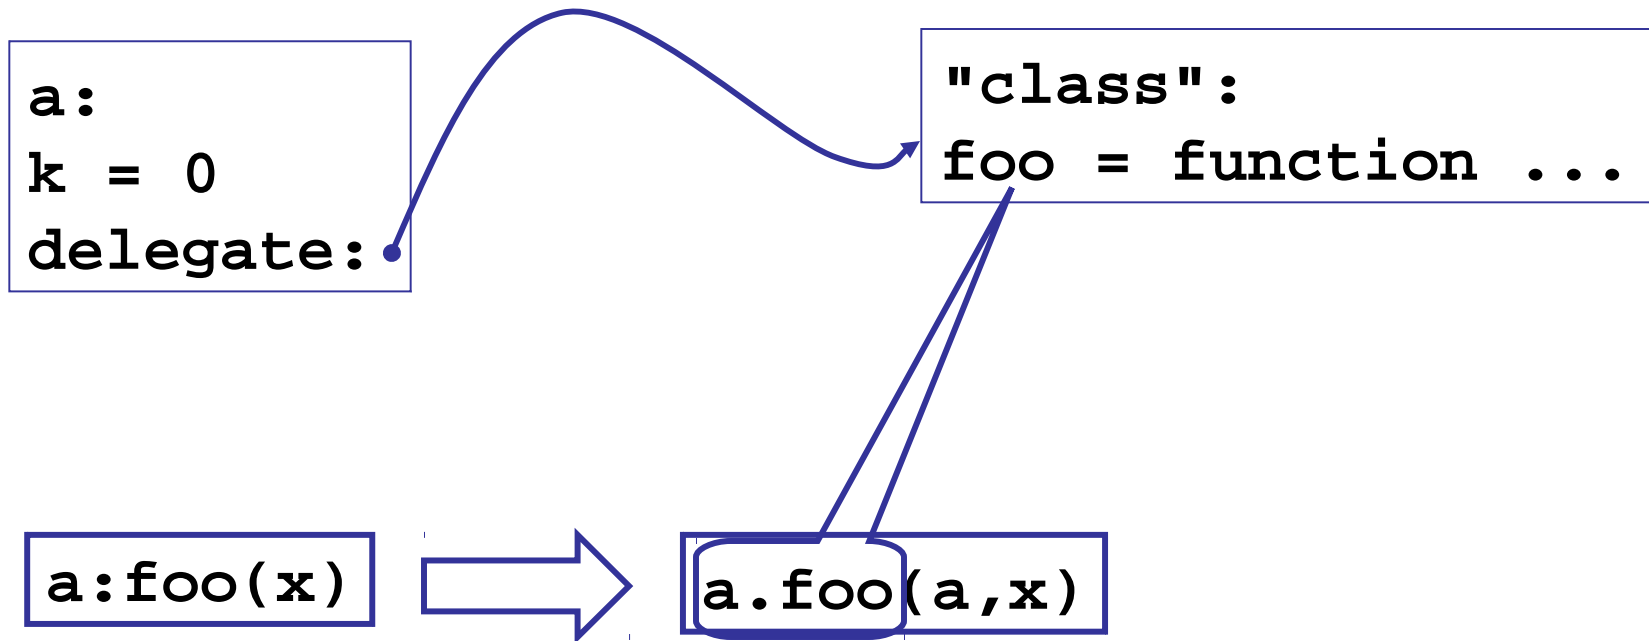 a:
k = 0
delegate:
"class":
foo = function ...
a:foo(x)
a.foo(a,x)